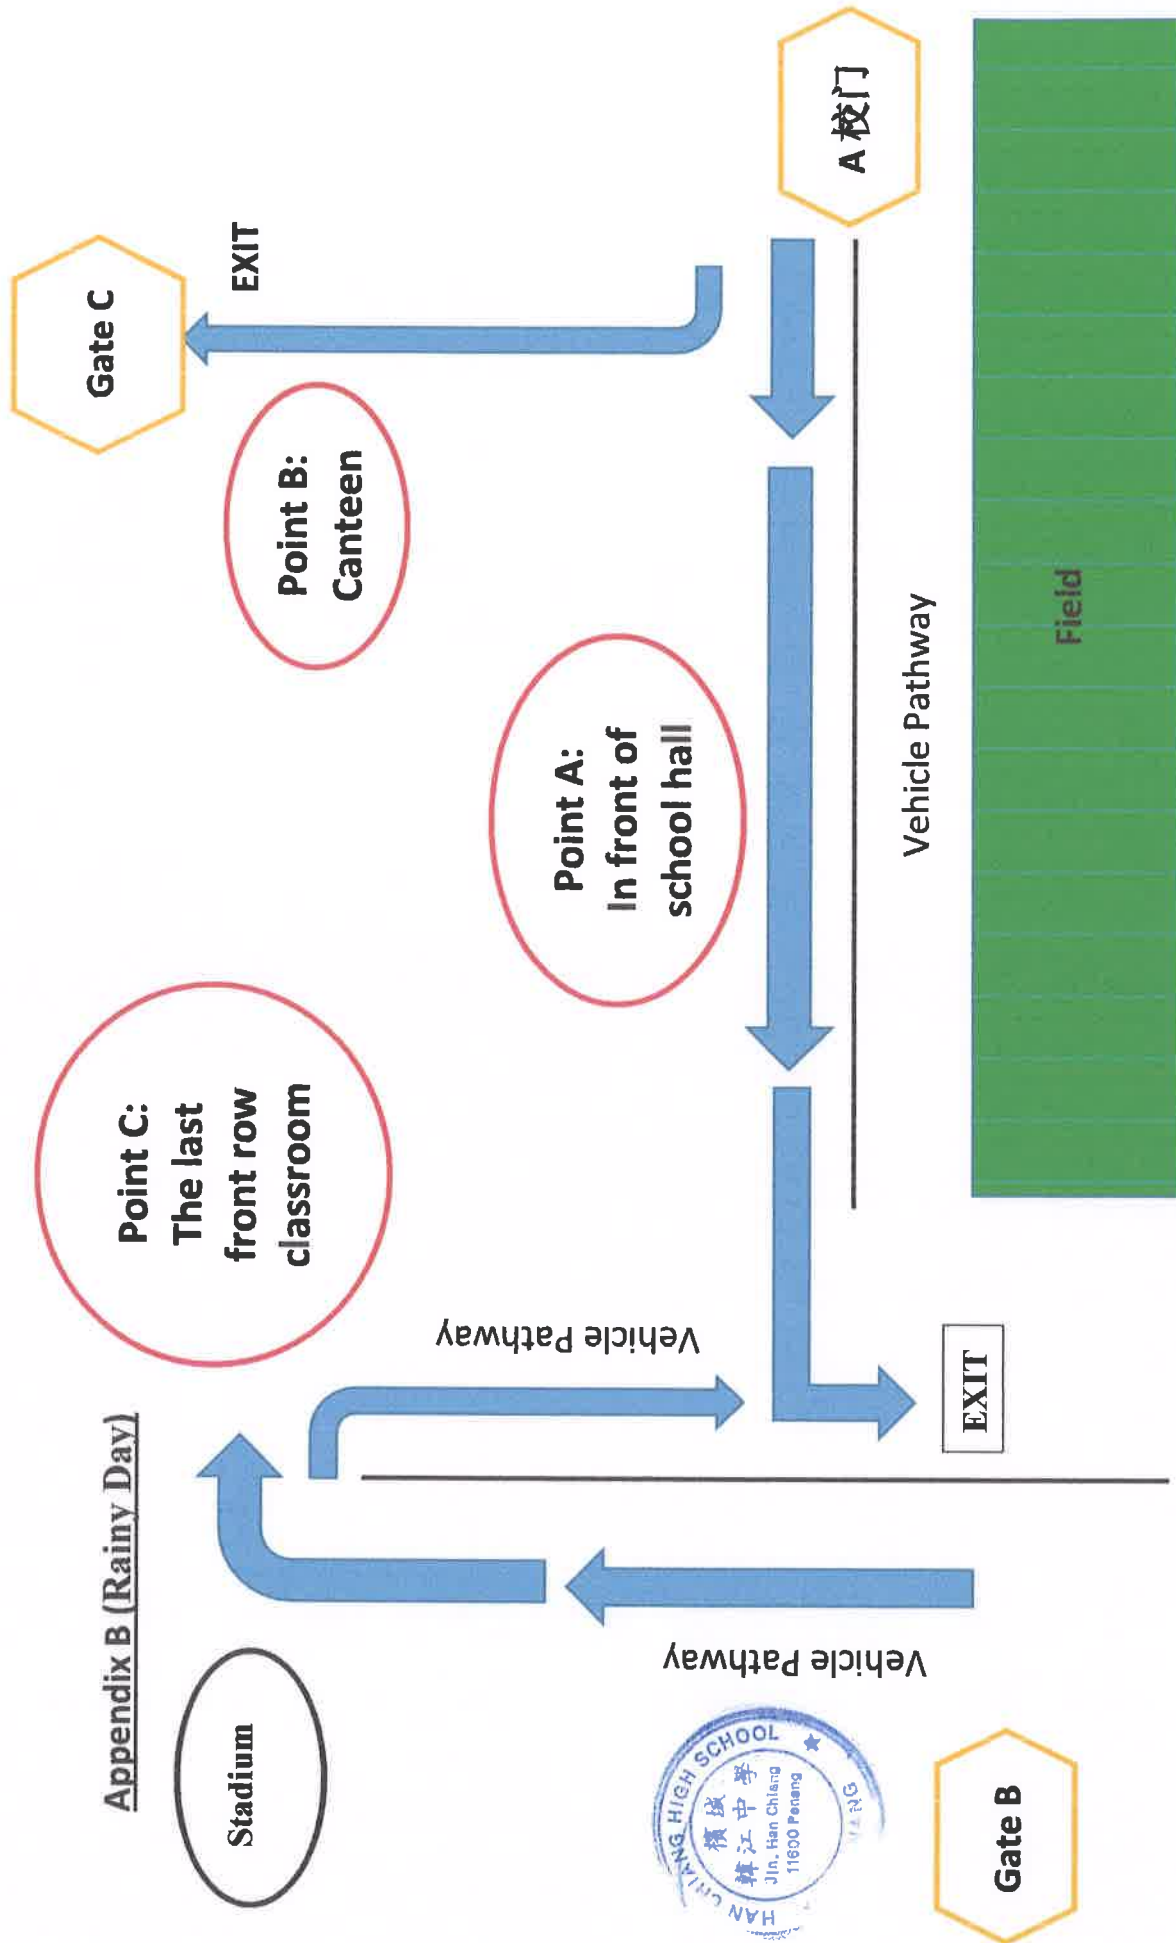 Appendix B (Rainy Day)
Stadium
Point C:
The last
front row
classroom
Gate C
EXIT
Point B:
Canteen
Point A:
In front of
school hall
Vehicle Pathway
Vehicle Pathway
A 校门
Vehicle Pathway
EXIT
Field
Gate B
HAN CHIANG HIGH SCHOOL
檳城
韓江中學
Jln. Han Chiang
11600 Penang